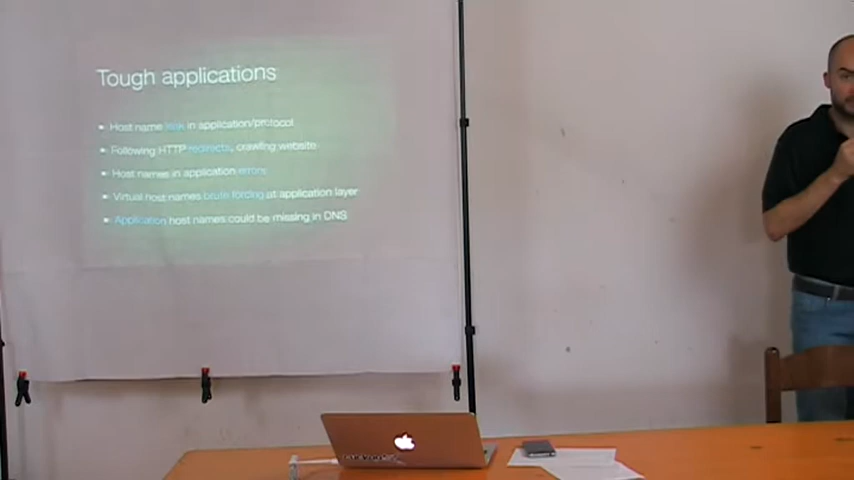 Tough applications
Host name leak in application/protocol
Following HTTP redirects, crawling website
Host names in application errors
Virtual host names brute forcing at application layer
Application host names could be missing in DNS